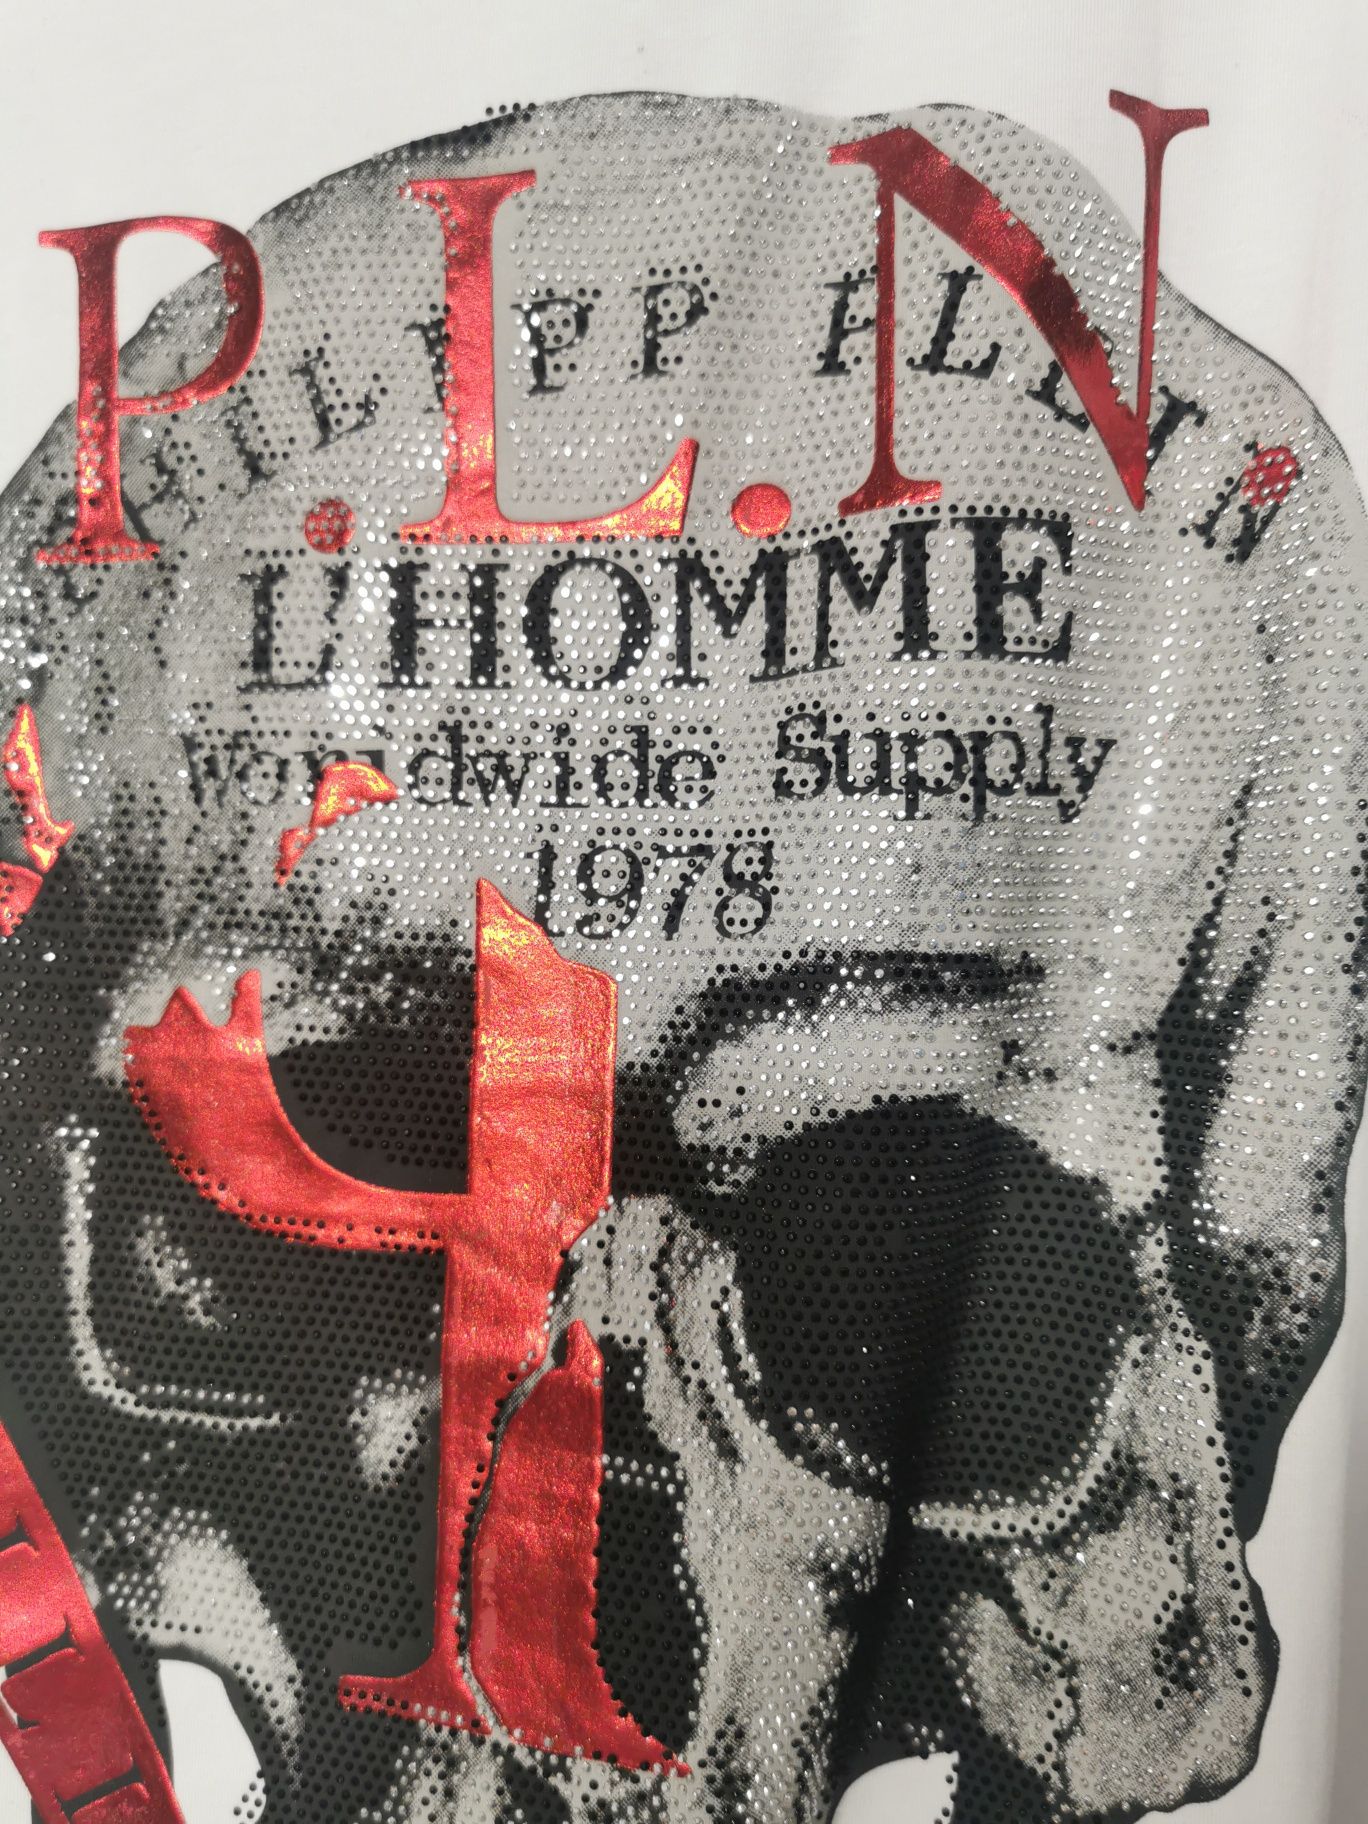 P.L.N.
PHILIPP PLEIN
L'HOMME
Worldwide Supply
1978